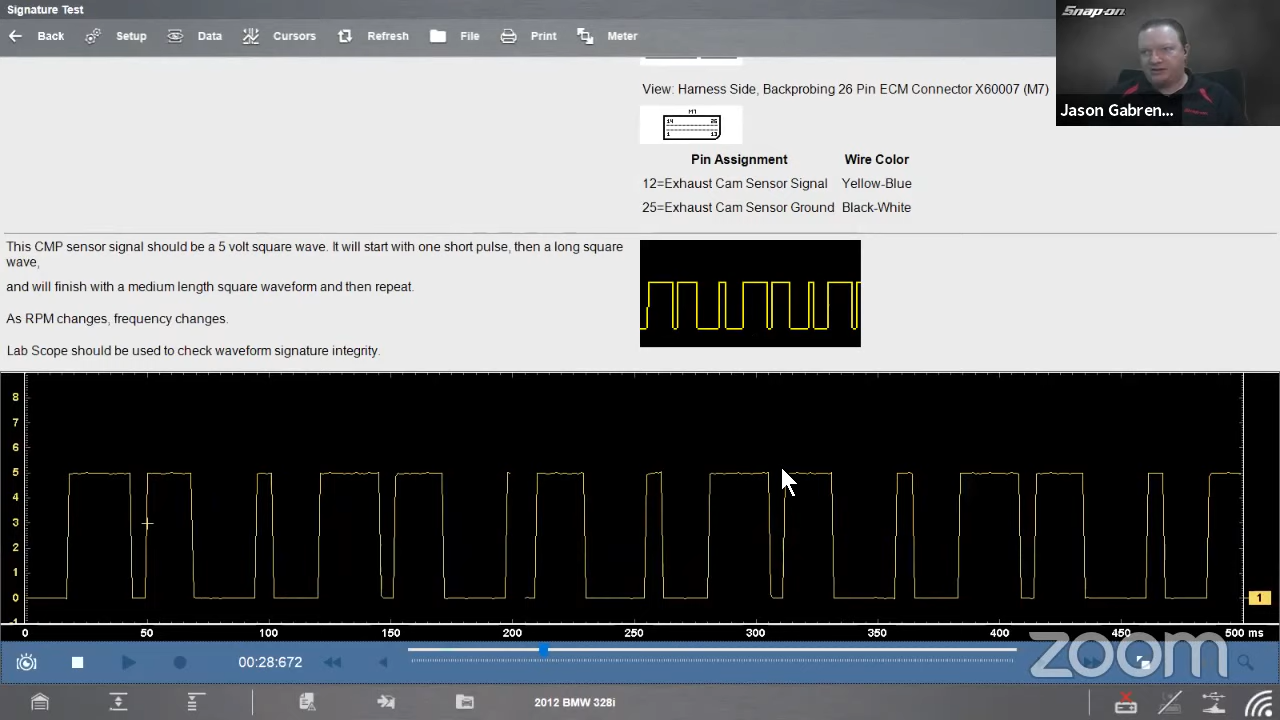 Signature Test
Back Setup Data Cursors Refresh File Print Meter
Snap-on
Jason Gabren...
View: Harness Side, Backprobing 26 Pin ECM Connector X60007 (M7)
M7
14 26
1 13
Pin Assignment Wire Color
12=Exhaust Cam Sensor Signal Yellow-Blue
25=Exhaust Cam Sensor Ground Black-White
This CMP sensor signal should be a 5 volt square wave. It will start with one short pulse, then a long square
wave,
and will finish with a medium length square waveform and then repeat.
As RPM changes, frequency changes.
Lab Scope should be used to check waveform signature integrity.
8
7
6
5
4
3
2
1
0
-1
1
0 50 100 150 200 250 300 350 400 450 500 ms
zoom
00:28:672
2012 BMW 328i